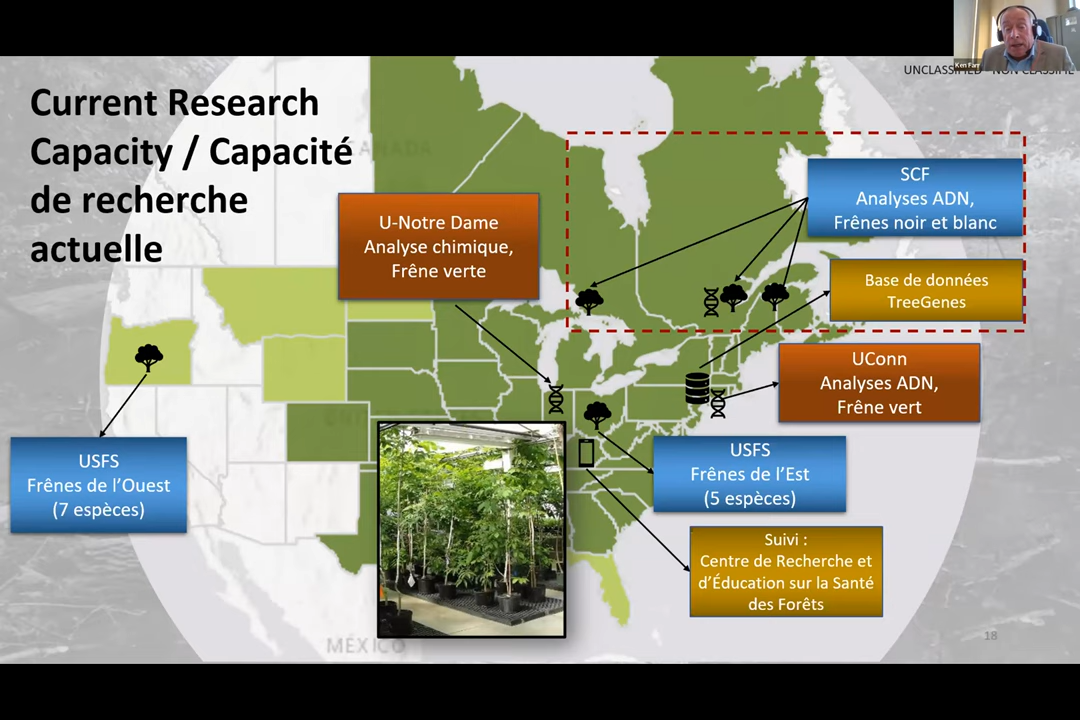 Current Research
Capacity / Capacité
de recherche
actuelle
UNCLASSIFIED - NON CLASSIFIÉ
CANADA
SCF
Analyses ADN,
Frênes noir et blanc
U-Notre Dame
Analyse chimique,
Frêne verte
Base de données
TreeGenes
UConn
Analyses ADN,
Frêne vert
USFS
Frênes de l'Ouest
(7 espèces)
USFS
Frênes de l'Est
(5 espèces)
Suivi :
Centre de Recherche et
d'Éducation sur la Santé
des Forêts
MEXICO
18